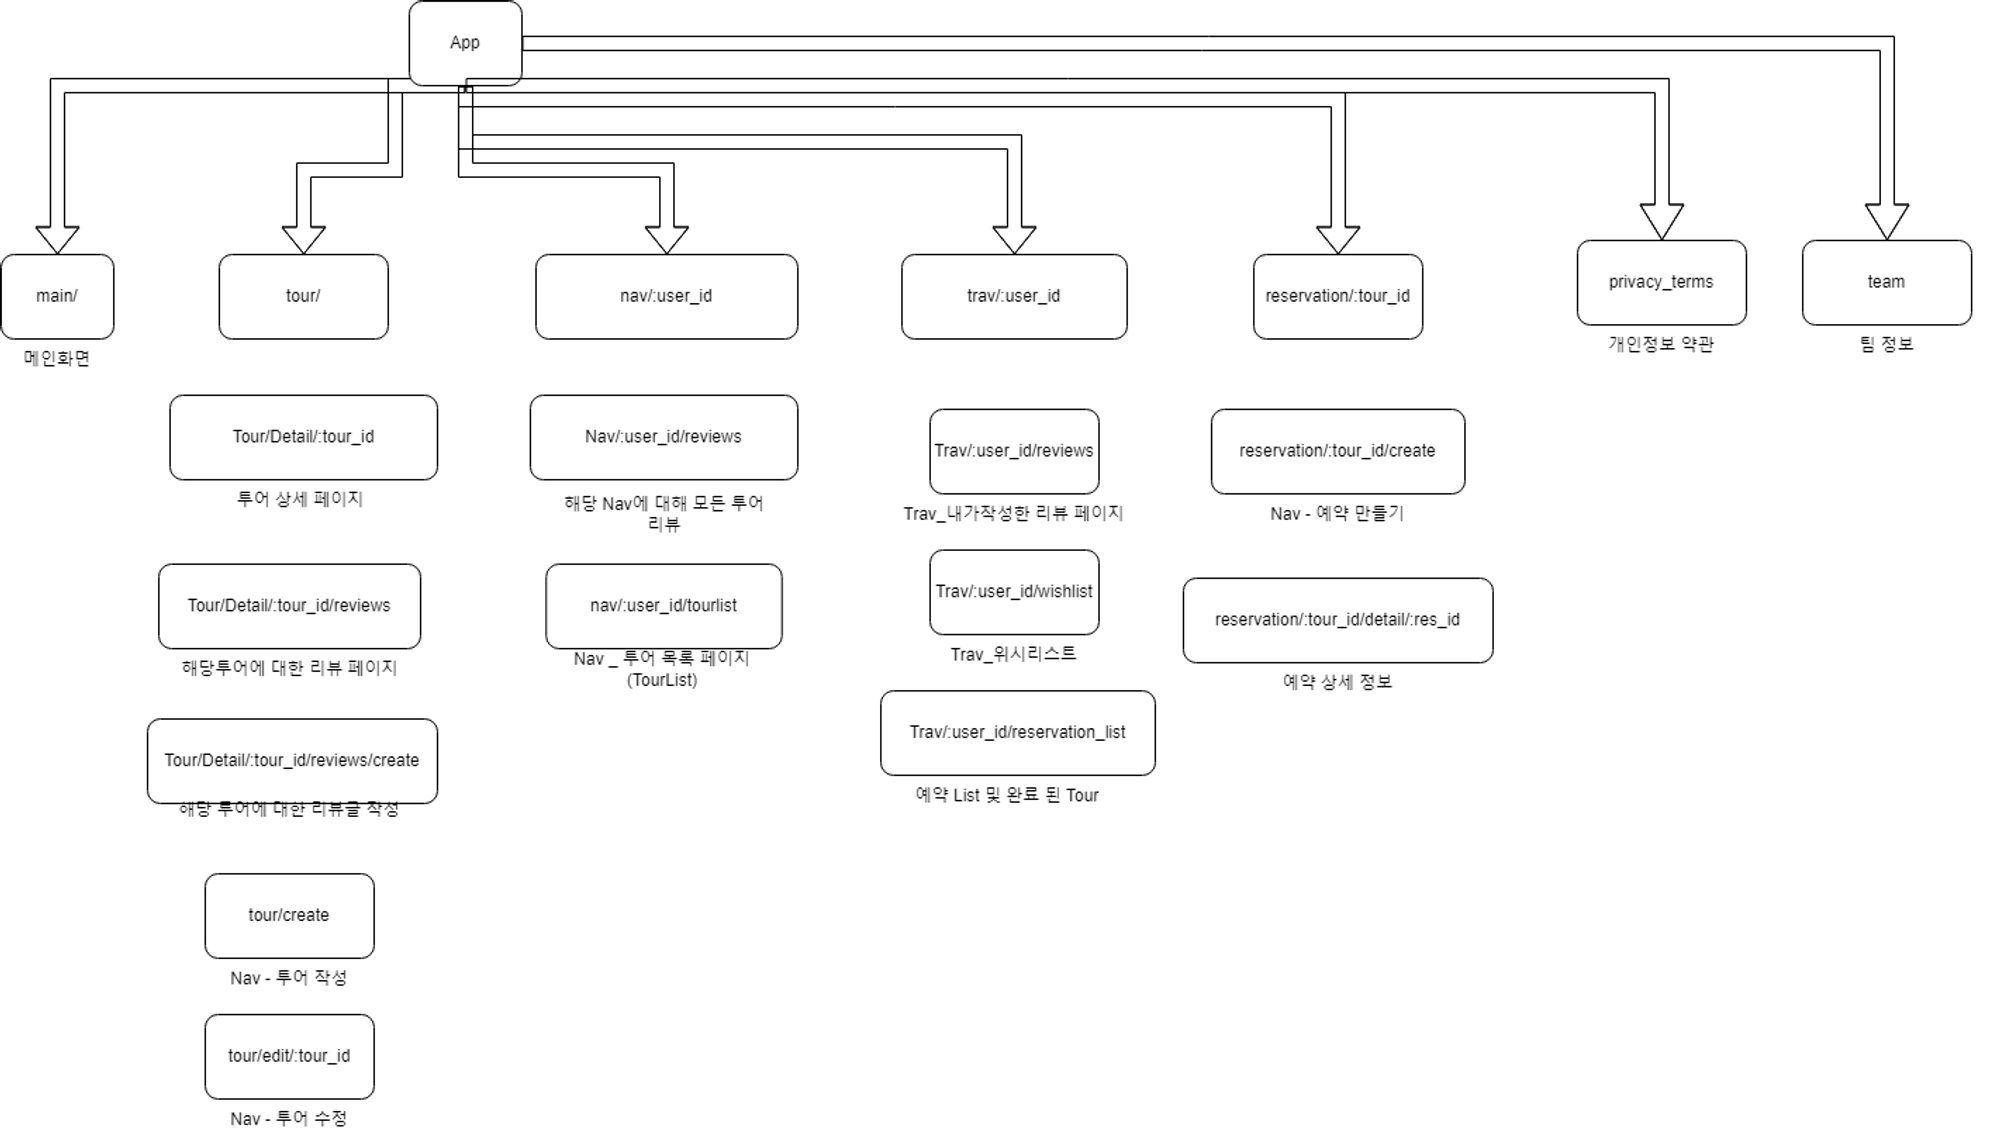 App
main/
메인화면
tour/
nav/:user_id
trav/:user_id
reservation/:tour_id
privacy_terms
개인정보 약관
team
팀 정보
Tour/Detail/:tour_id
투어 상세 페이지
Tour/Detail/:tour_id/reviews
해당투어에 대한 리뷰 페이지
Tour/Detail/:tour_id/reviews/create
해당 투어에 대한 리뷰글 작성
tour/create
Nav - 투어 작성
tour/edit/:tour_id
Nav - 투어 수정
Nav/:user_id/reviews
해당 Nav에 대해 모든 투어
리뷰
nav/:user_id/tourlist
Nav _ 투어 목록 페이지
(TourList)
Trav/:user_id/reviews
Trav_내가작성한 리뷰 페이지
Trav/:user_id/wishlist
Trav_위시리스트
Trav/:user_id/reservation_list
예약 List 및 완료 된 Tour
reservation/:tour_id/create
Nav - 예약 만들기
reservation/:tour_id/detail/:res_id
예약 상세 정보